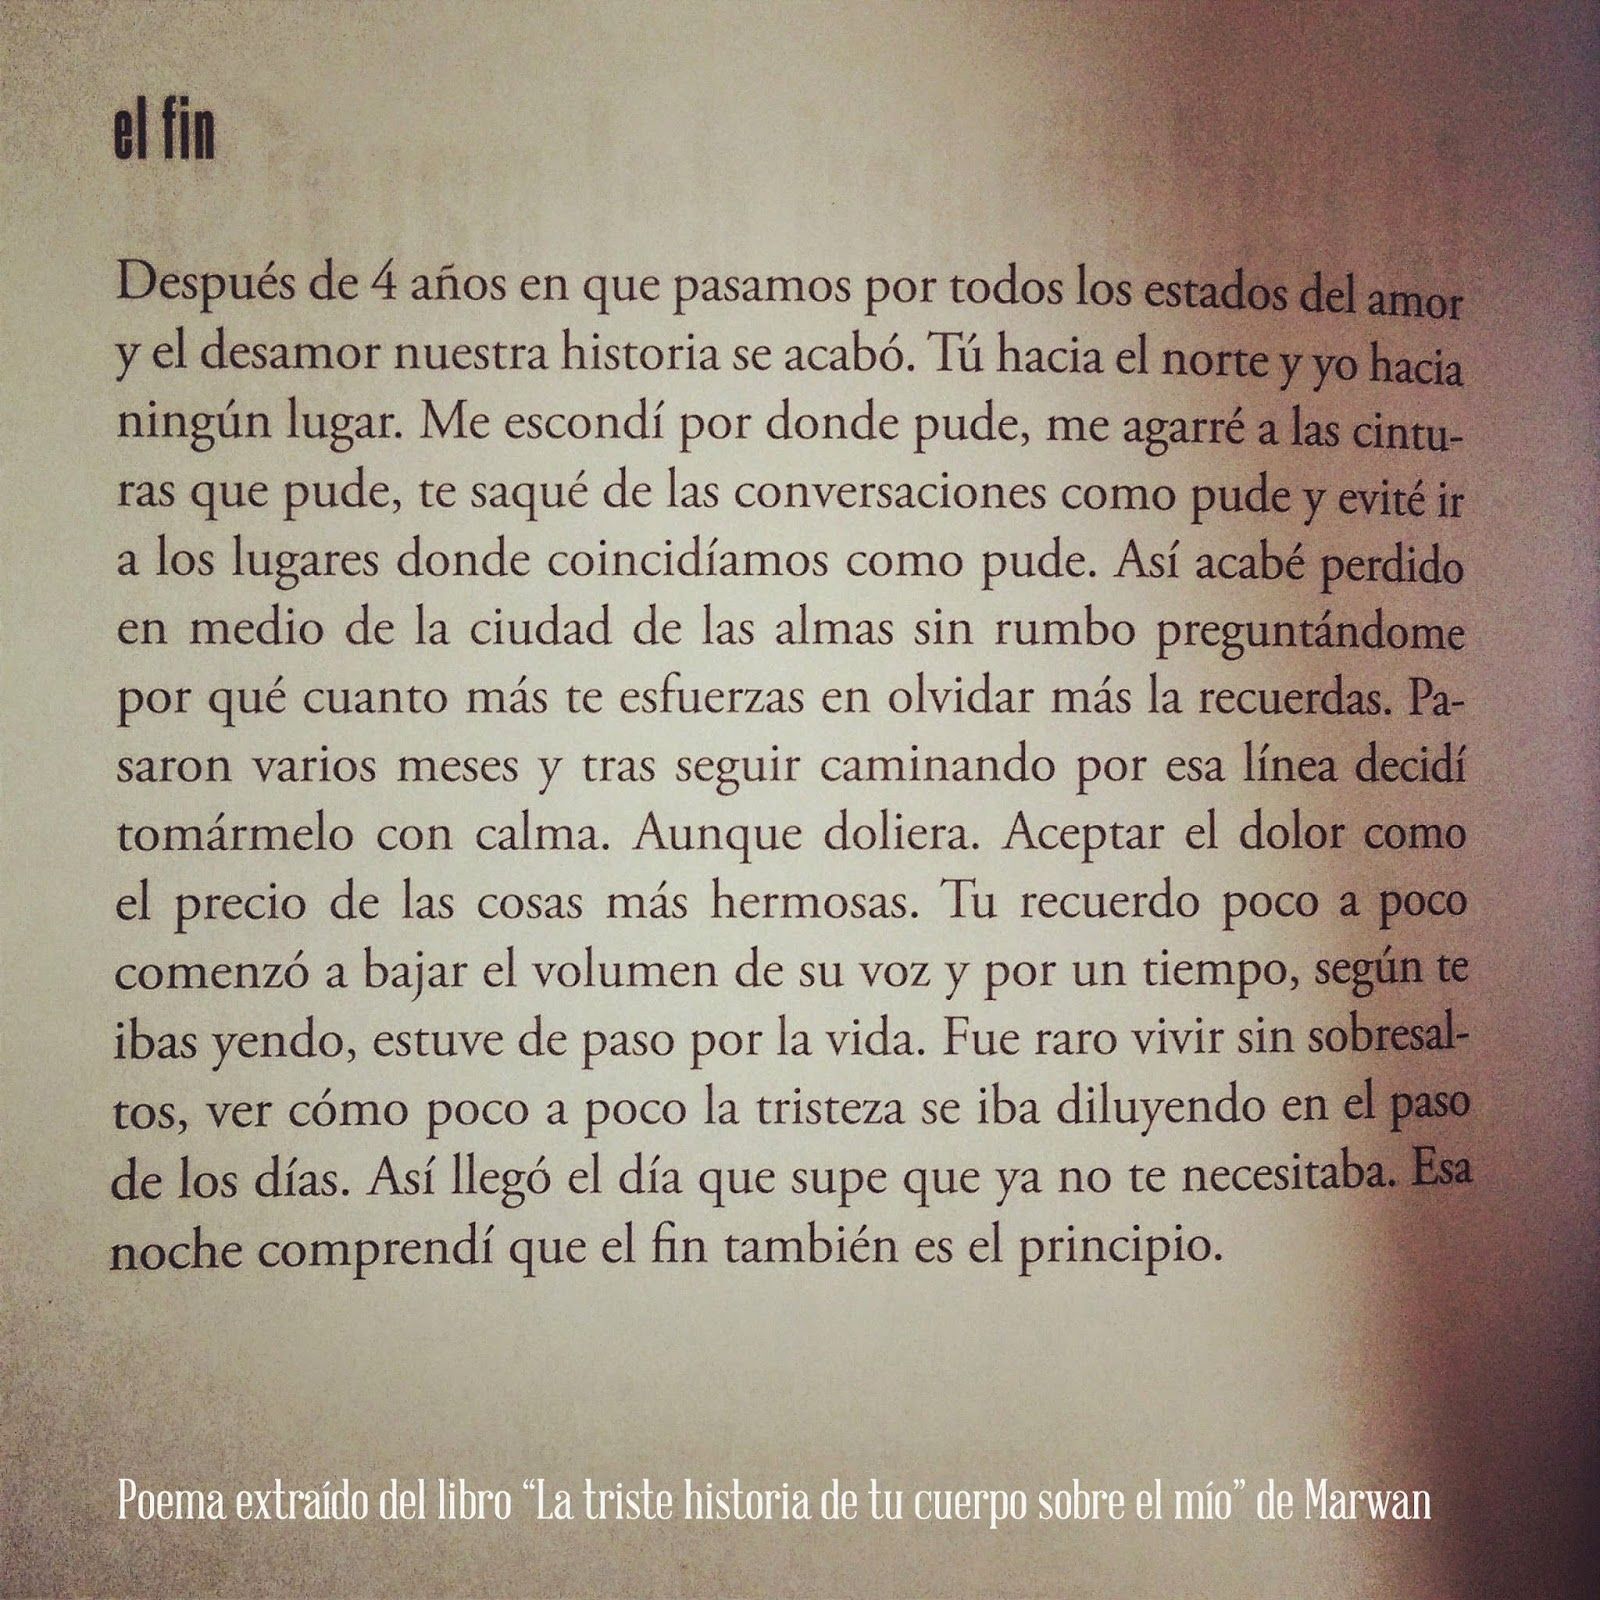 el fin
Después de 4 años en que pasamos por todos los estados del amor
y el desamor nuestra historia se acabó. Tú hacia el norte y yo hacia
ningún lugar. Me escondí por donde pude, me agarré a las cintu-
ras que pude, te saqué de las conversaciones como pude y evité ir
a los lugares donde coincidíamos como pude. Así acabé perdido
en medio de la ciudad de las almas sin rumbo preguntándome
por qué cuanto más te esfuerzas en olvidar más la recuerdas. Pa-
saron varios meses y tras seguir caminando por esa línea decidí
tomármelo con calma. Aunque doliera. Aceptar el dolor como
el precio de las cosas más hermosas. Tu recuerdo poco a poco
comenzó a bajar el volumen de su voz y por un tiempo, según te
ibas yendo, estuve de paso por la vida. Fue raro vivir sin sobresal-
tos, ver cómo poco a poco la tristeza se iba diluyendo en el paso
de los días. Así llegó el día que supe que ya no te necesitaba. Esa
noche comprendí que el fin también es el principio.
Poema extraído del libro “La triste historia de tu cuerpo sobre el mío” de Marwan